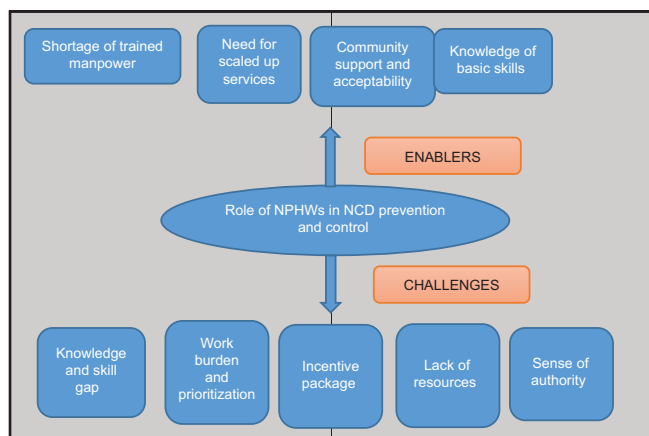 Shortage of trained
manpower
Need for
scaled up
services
Community
support and
acceptability
Knowledge of
basic skills
ENABLERS
Role of NPHWs in NCD prevention
and control
CHALLENGES
Knowledge
and skill
gap
Work
burden
and
prioritization
Incentive
package
Lack of
resources
Sense of
authority